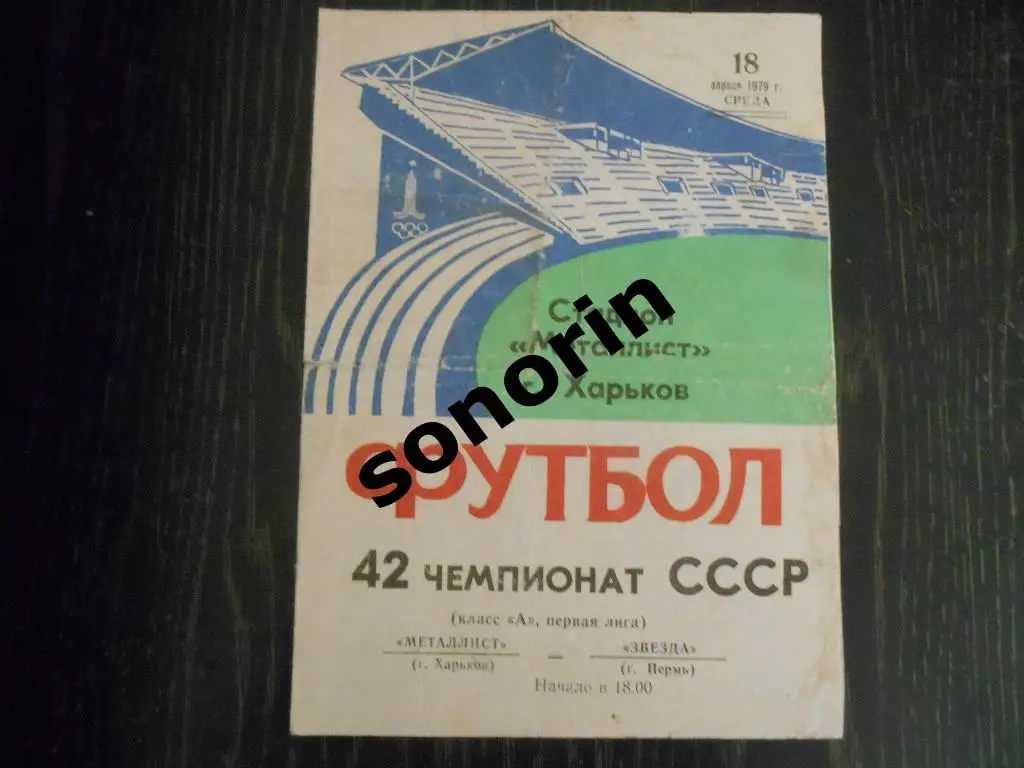 18
апреля 1979 г.
СРЕДА
Стадион
«Металлист»
г. Харьков
sonorin
ФУТБОЛ
42 ЧЕМПИОНАТ СССР
(класс «А», первая лига)
«МЕТАЛЛИСТ» — «ЗВЕЗДА»
(г. Харьков) (г. Пермь)
Начало в 18.00